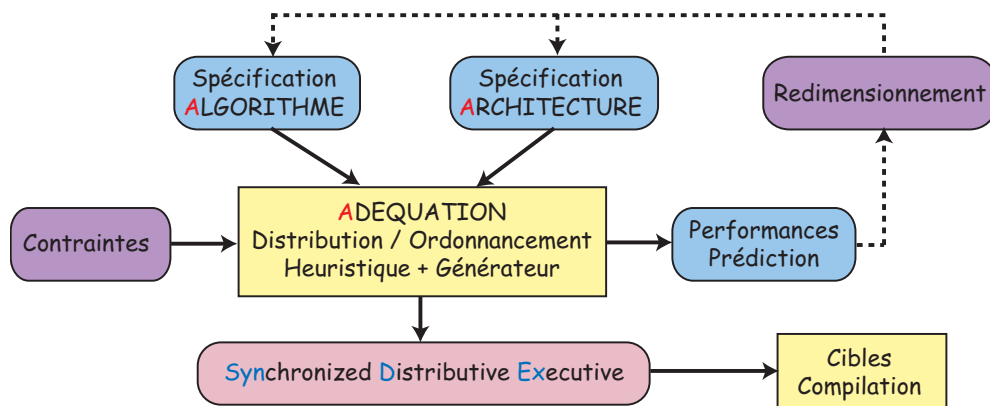 Spécification
ALGORITHME
Spécification
ARCHITECTURE
Redimensionnement
Contraintes
ADEQUATION
Distribution / Ordonnancement
Heuristique + Générateur
Performances
Prédiction
Synchronized Distributive Executive
Cibles
Compilation